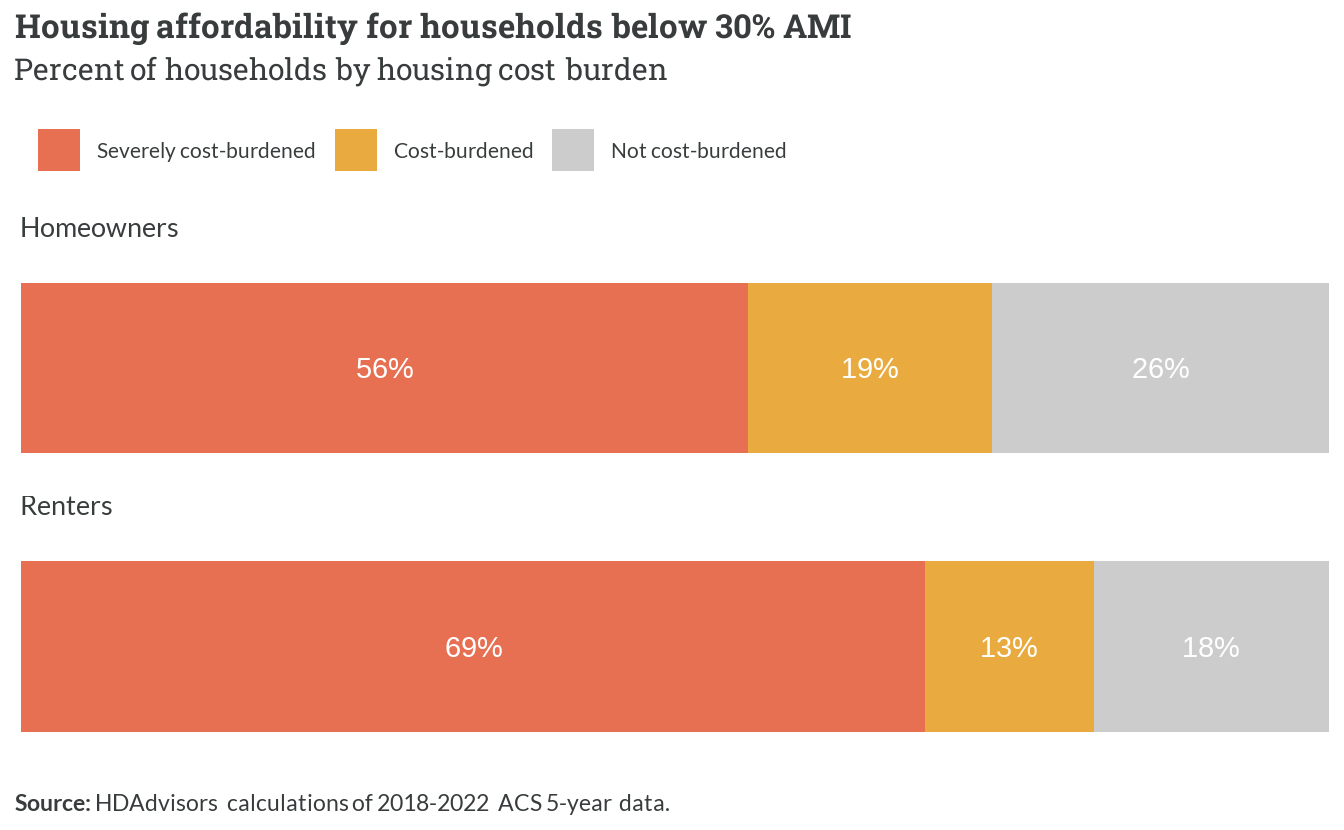 Housing affordability for households below 30% AMI
Percent of households by housing cost burden
Severely cost-burdened Cost-burdened Not cost-burdened
Homeowners
56% 19% 26%
Renters
69% 13% 18%
Source: HDAdvisors calculations of 2018-2022 ACS 5-year data.